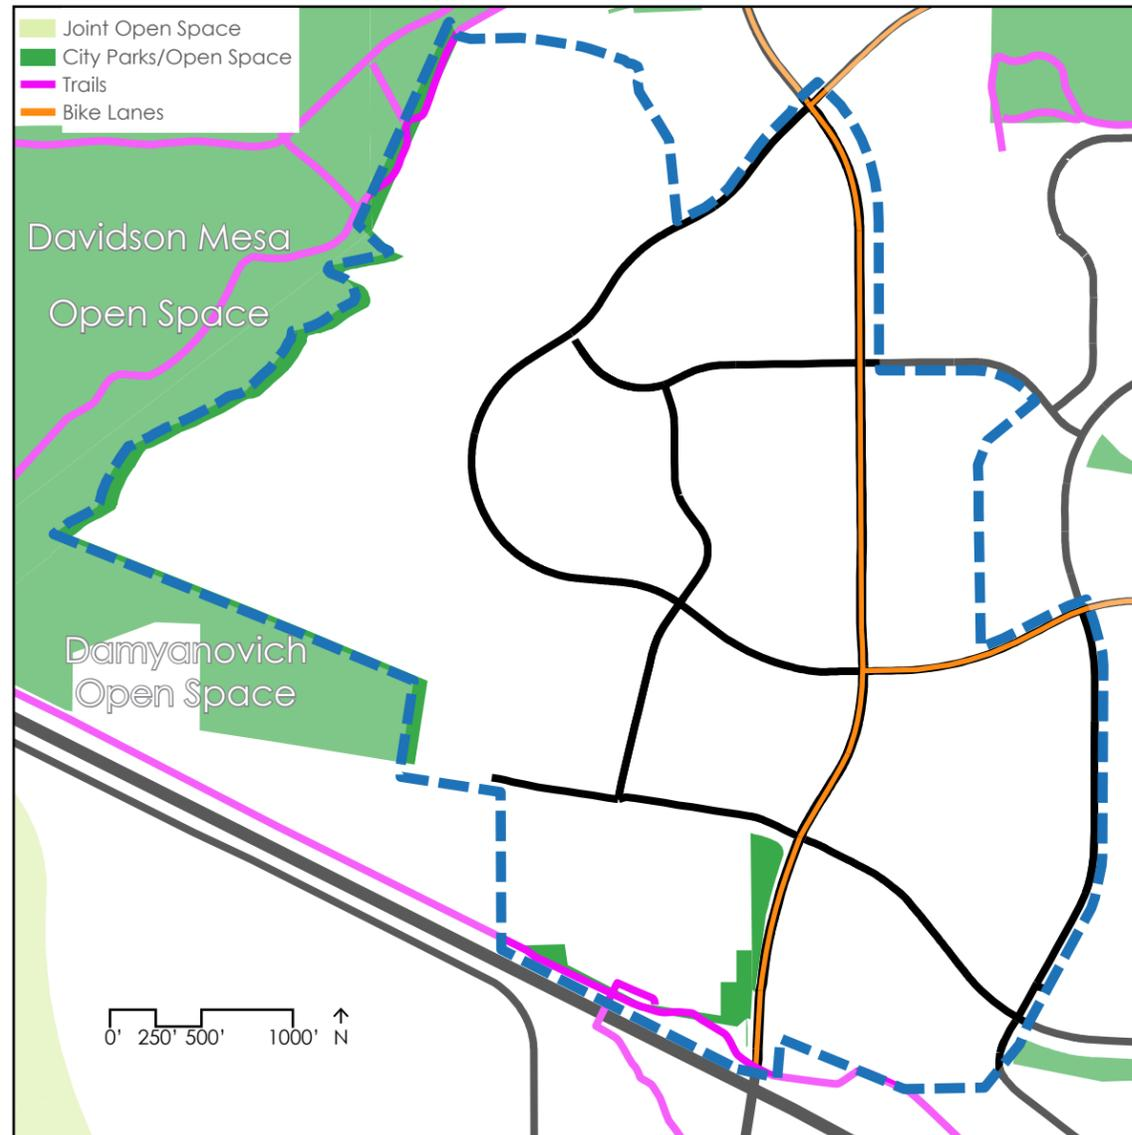 Joint Open Space
City Parks/Open Space
Trails
Bike Lanes
Davidson Mesa
Open Space
Damyanovich
Open Space
0' 250' 500' 1000' N